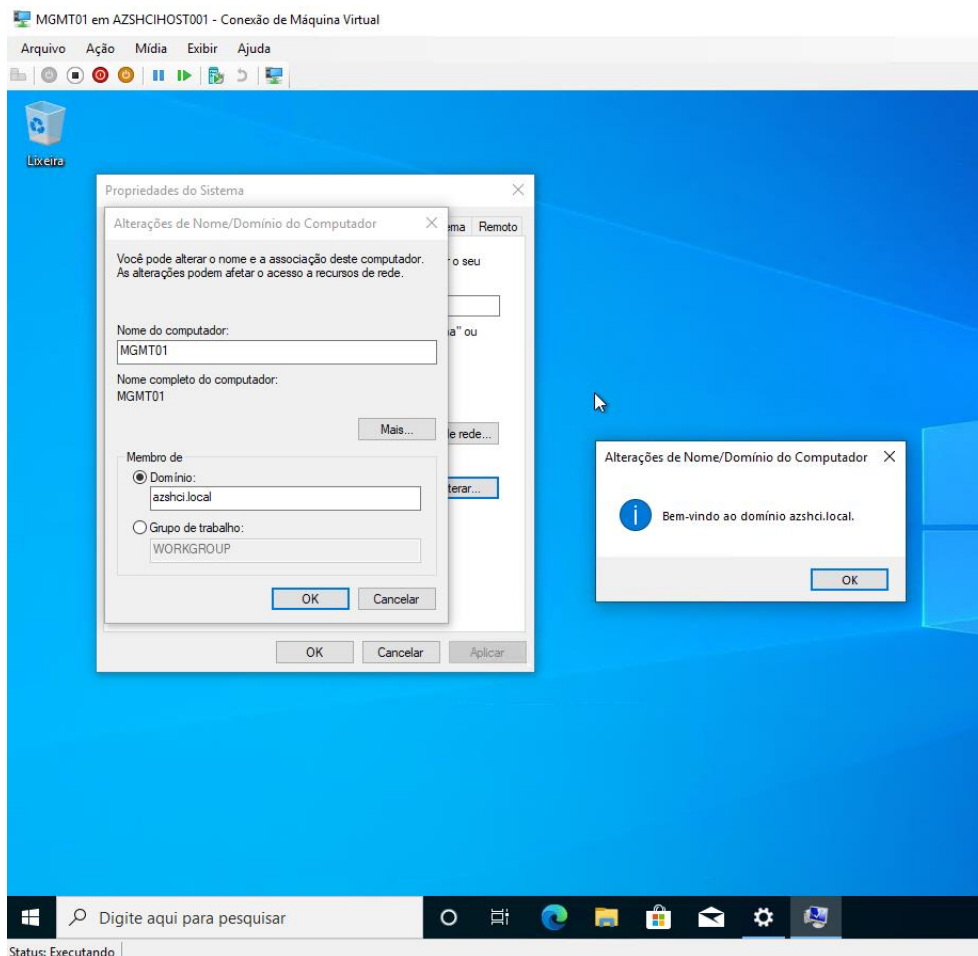 MGMT01 em AZSHCIHOST001 - Conexão de Máquina Virtual
Arquivo Ação Mídia Exibir Ajuda
Lixeira
Propriedades do Sistema
Alterações de Nome/Domínio do Computador
ema Remoto
Você pode alterar o nome e a associação deste computador.
As alterações podem afetar o acesso a recursos de rede.
r o seu
Nome do computador:
a" ou
MGMT01
Nome completo do computador:
MGMT01
Mais...
e rede...
Membro de
Domínio:
azshci.local
terar...
Grupo de trabalho:
WORKGROUP
OK Cancelar
OK Cancelar Aplicar
Alterações de Nome/Domínio do Computador
Bem-vindo ao domínio azshci.local.
OK
Digite aqui para pesquisar
Status: Executando